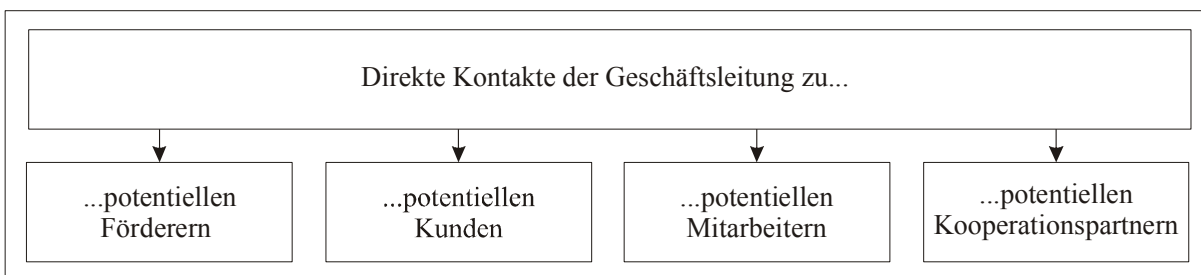 Direkte Kontakte der Geschäftsleitung zu...
...potentiellen
Förderern
...potentiellen
Kunden
...potentiellen
Mitarbeitern
...potentiellen
Kooperationspartnern